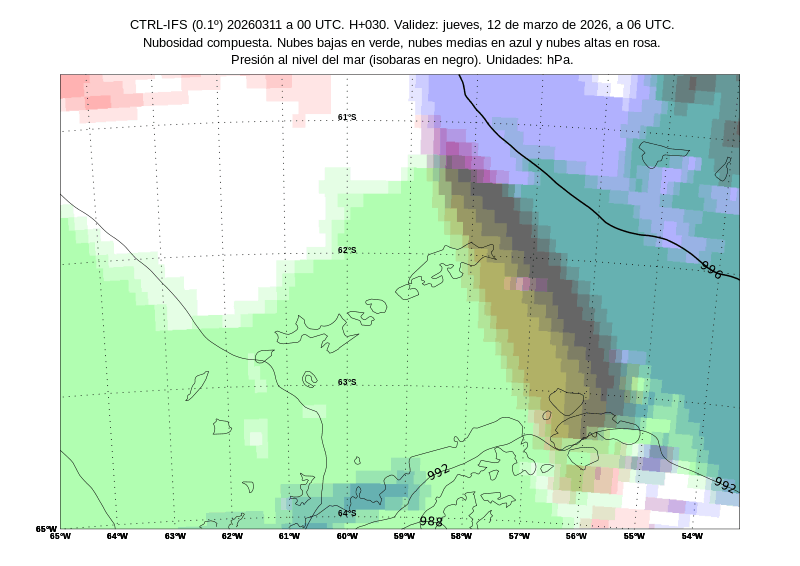 CTRL-IFS (0.1º) 20260311 a 00 UTC. H+030. Validez: jueves, 12 de marzo de 2026, a 06 UTC.
Nubosidad compuesta. Nubes bajas en verde, nubes medias en azul y nubes altas en rosa.
Presión al nivel del mar (isobaras en negro). Unidades: hPa.
61°S
62°S
996
63°S
992
992
64°S
988
65°W
65°W 64°W 63°W 62°W 61°W 60°W 59°W 58°W 57°W 56°W 55°W 54°W